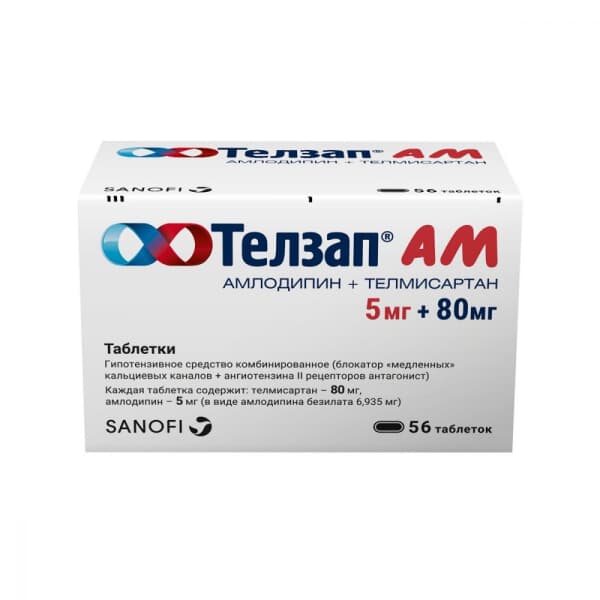 Телзап® АМ
АМЛОДИПИН + ТЕЛМИСАРТАН
SANOFI
56 таблеток
Телзап® АМ
АМЛОДИПИН + ТЕЛМИСАРТАН
5мг + 80мг
Таблетки
Гипотензивное средство комбинированное (блокатор «медленных»
кальциевых каналов + ангиотензина II рецепторов антагонист)
Каждая таблетка содержит: телмисартан – 80 мг,
амлодипин – 5 мг (в виде амлодипина безилата 6,935 мг)
SANOFI
56 таблеток